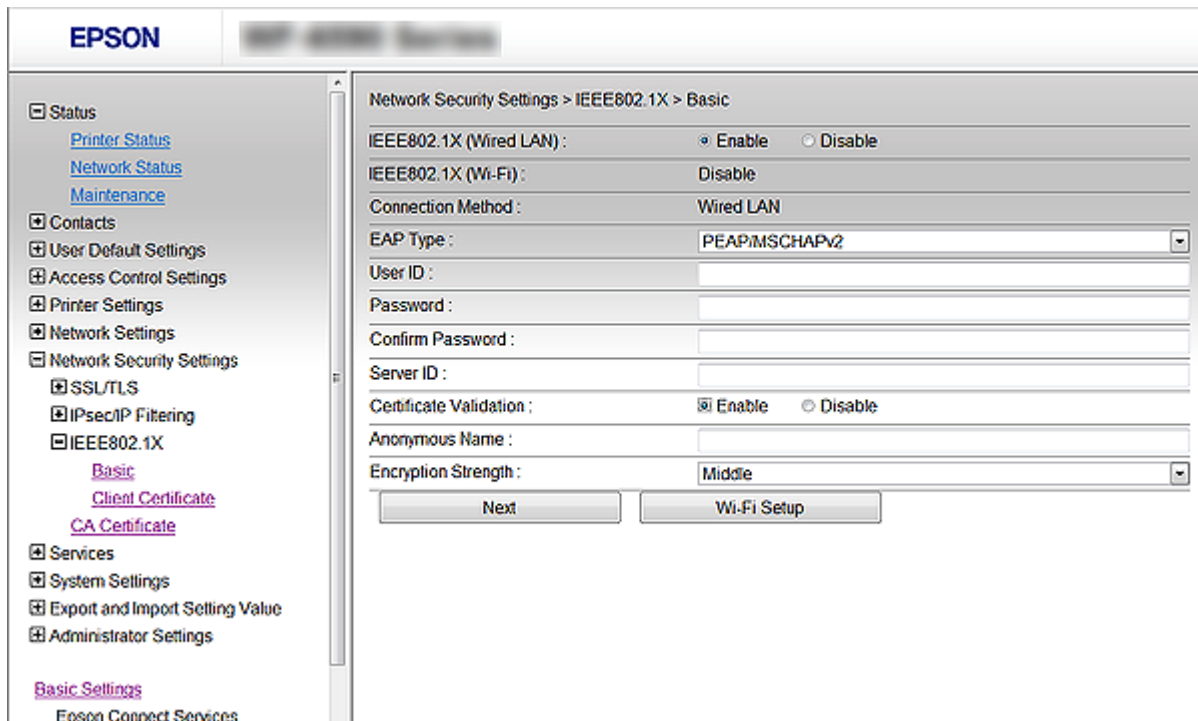 EPSON
Status
Printer Status
Network Status
Maintenance
Contacts
User Default Settings
Access Control Settings
Printer Settings
Network Settings
Network Security Settings
SSL/TLS
IPsec/IP Filtering
IEEE802.1X
Basic
Client Certificate
CA Certificate
Services
System Settings
Export and Import Setting Value
Administrator Settings
Basic Settings
Epson Connect Services
Network Security Settings > IEEE802.1X > Basic
IEEE802.1X (Wired LAN) : Enable Disable
IEEE802.1X (Wi-Fi) : Disable
Connection Method : Wired LAN
EAP Type : PEAP/MSCHAPv2
User ID :
Password :
Confirm Password :
Server ID :
Certificate Validation : Enable Disable
Anonymous Name :
Encryption Strength : Middle
Next Wi-Fi Setup